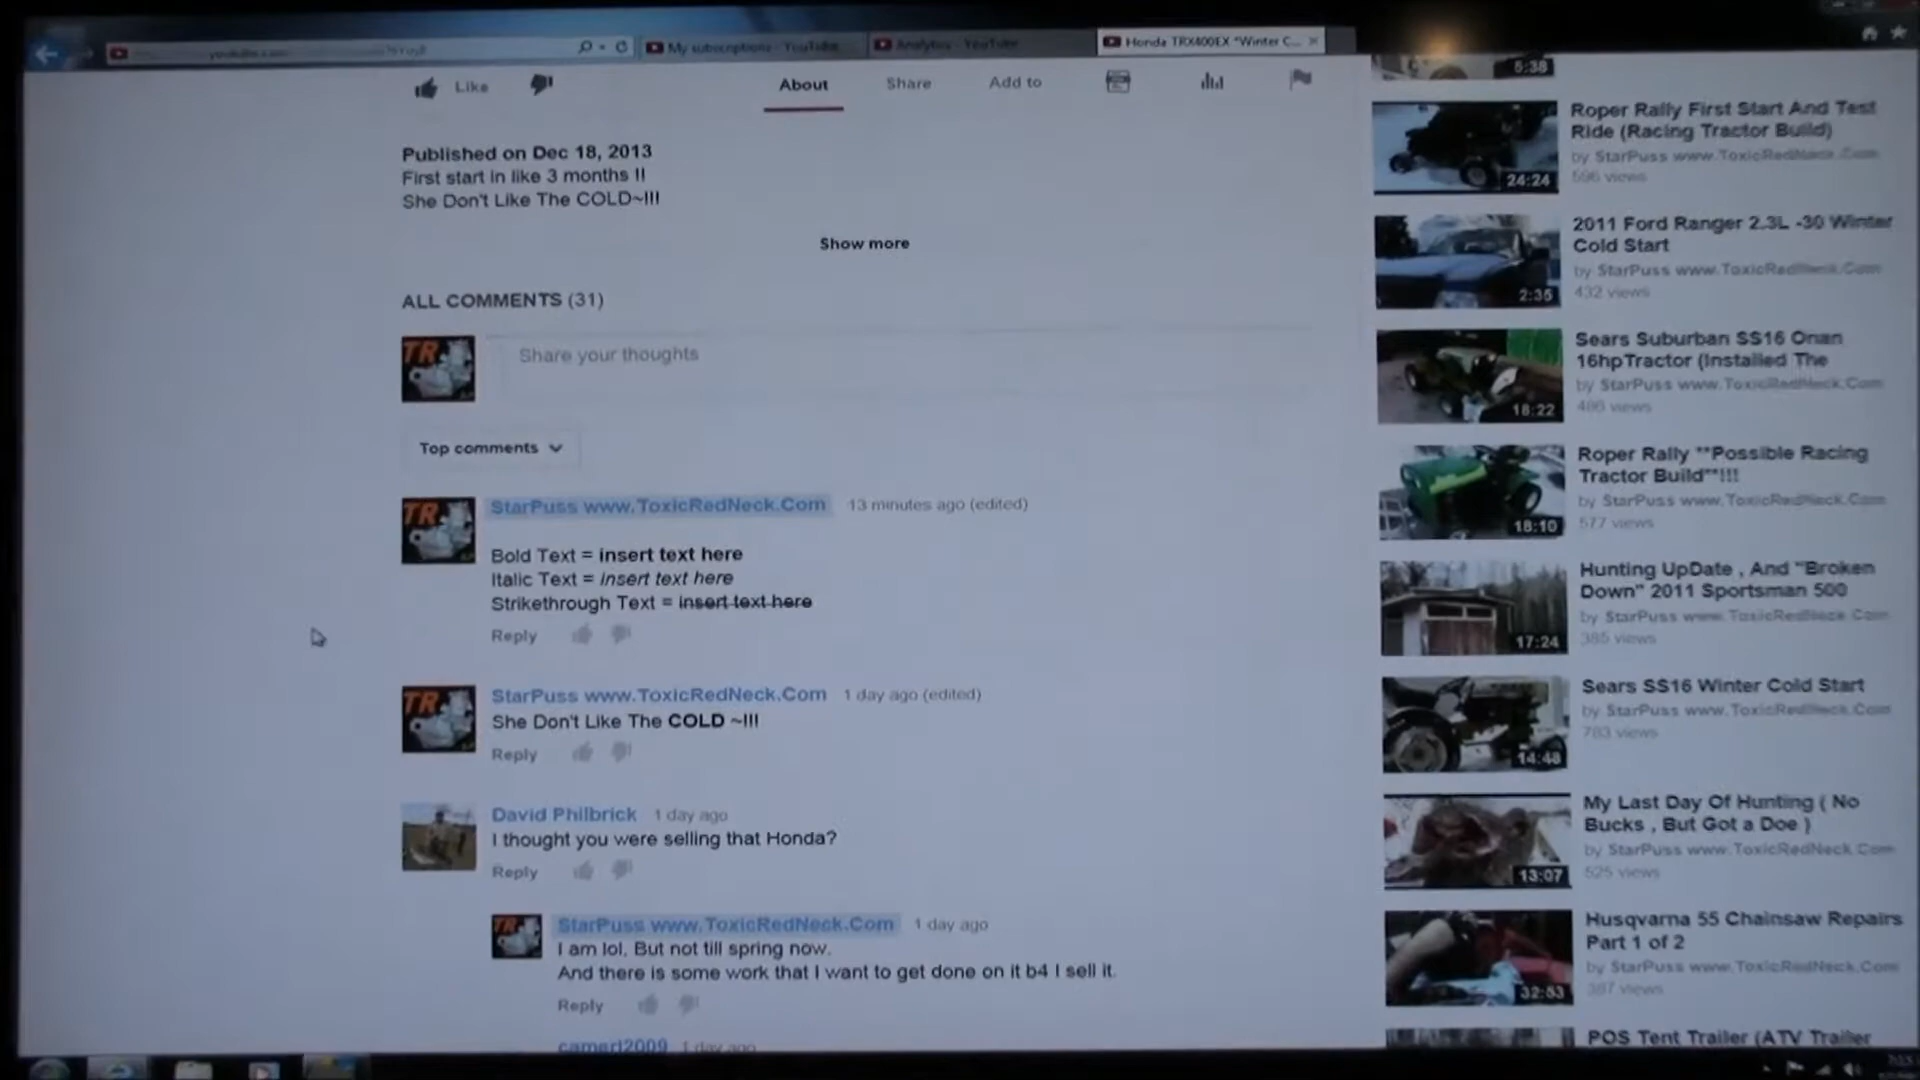 My subscriptions - YouTube
Analytics - YouTube
Honda TRX400EX "Winter C...
Like
About
Share
Add to
Published on Dec 18, 2013
First start in like 3 months !!
She Don't Like The COLD~!!!
Show more
ALL COMMENTS (31)
Share your thoughts
Top comments
StarPuss www.ToxicRedNeck.Com 13 minutes ago (edited)
Bold Text = insert text here
Italic Text = insert text here
Strikethrough Text = insert text here
Reply
StarPuss www.ToxicRedNeck.Com 1 day ago (edited)
She Don't Like The COLD ~!!!
Reply
David Philbrick 1 day ago
I thought you were selling that Honda?
Reply
StarPuss www.ToxicRedNeck.Com 1 day ago
I am lol, But not till spring now.
And there is some work that I want to get done on it b4 I sell it.
Reply
1 day ago
5:38
Roper Rally First Start And Test
Ride (Racing Tractor Build)
by StarPuss www.ToxicRedNeck.Com
596 views
24:24
2011 Ford Ranger 2.3L -30 Winter
Cold Start
by StarPuss www.ToxicRedNeck.Com
432 views
2:35
Sears Suburban SS16 Onan
16hpTractor (Installed The
by StarPuss www.ToxicRedNeck.Com
views
18:22
Roper Rally **Possible Racing
Tractor Build**!!!
by StarPuss www.ToxicRedNeck.Com
577 views
18:10
Hunting UpDate , And "Broken
Down" 2011 Sportsman 500
by StarPuss www.ToxicRedNeck.Com
385 views
17:24
Sears SS16 Winter Cold Start
by StarPuss www.ToxicRedNeck.Com
783 views
14:48
My Last Day Of Hunting ( No
Bucks , But Got a Doe )
by StarPuss www.ToxicRedNeck.Com
525 views
13:07
Husqvarna 55 Chainsaw Repairs
Part 1 of 2
by StarPuss www.ToxicRedNeck.Com
views
32:53
POS Tent Trailer (ATV Trailer